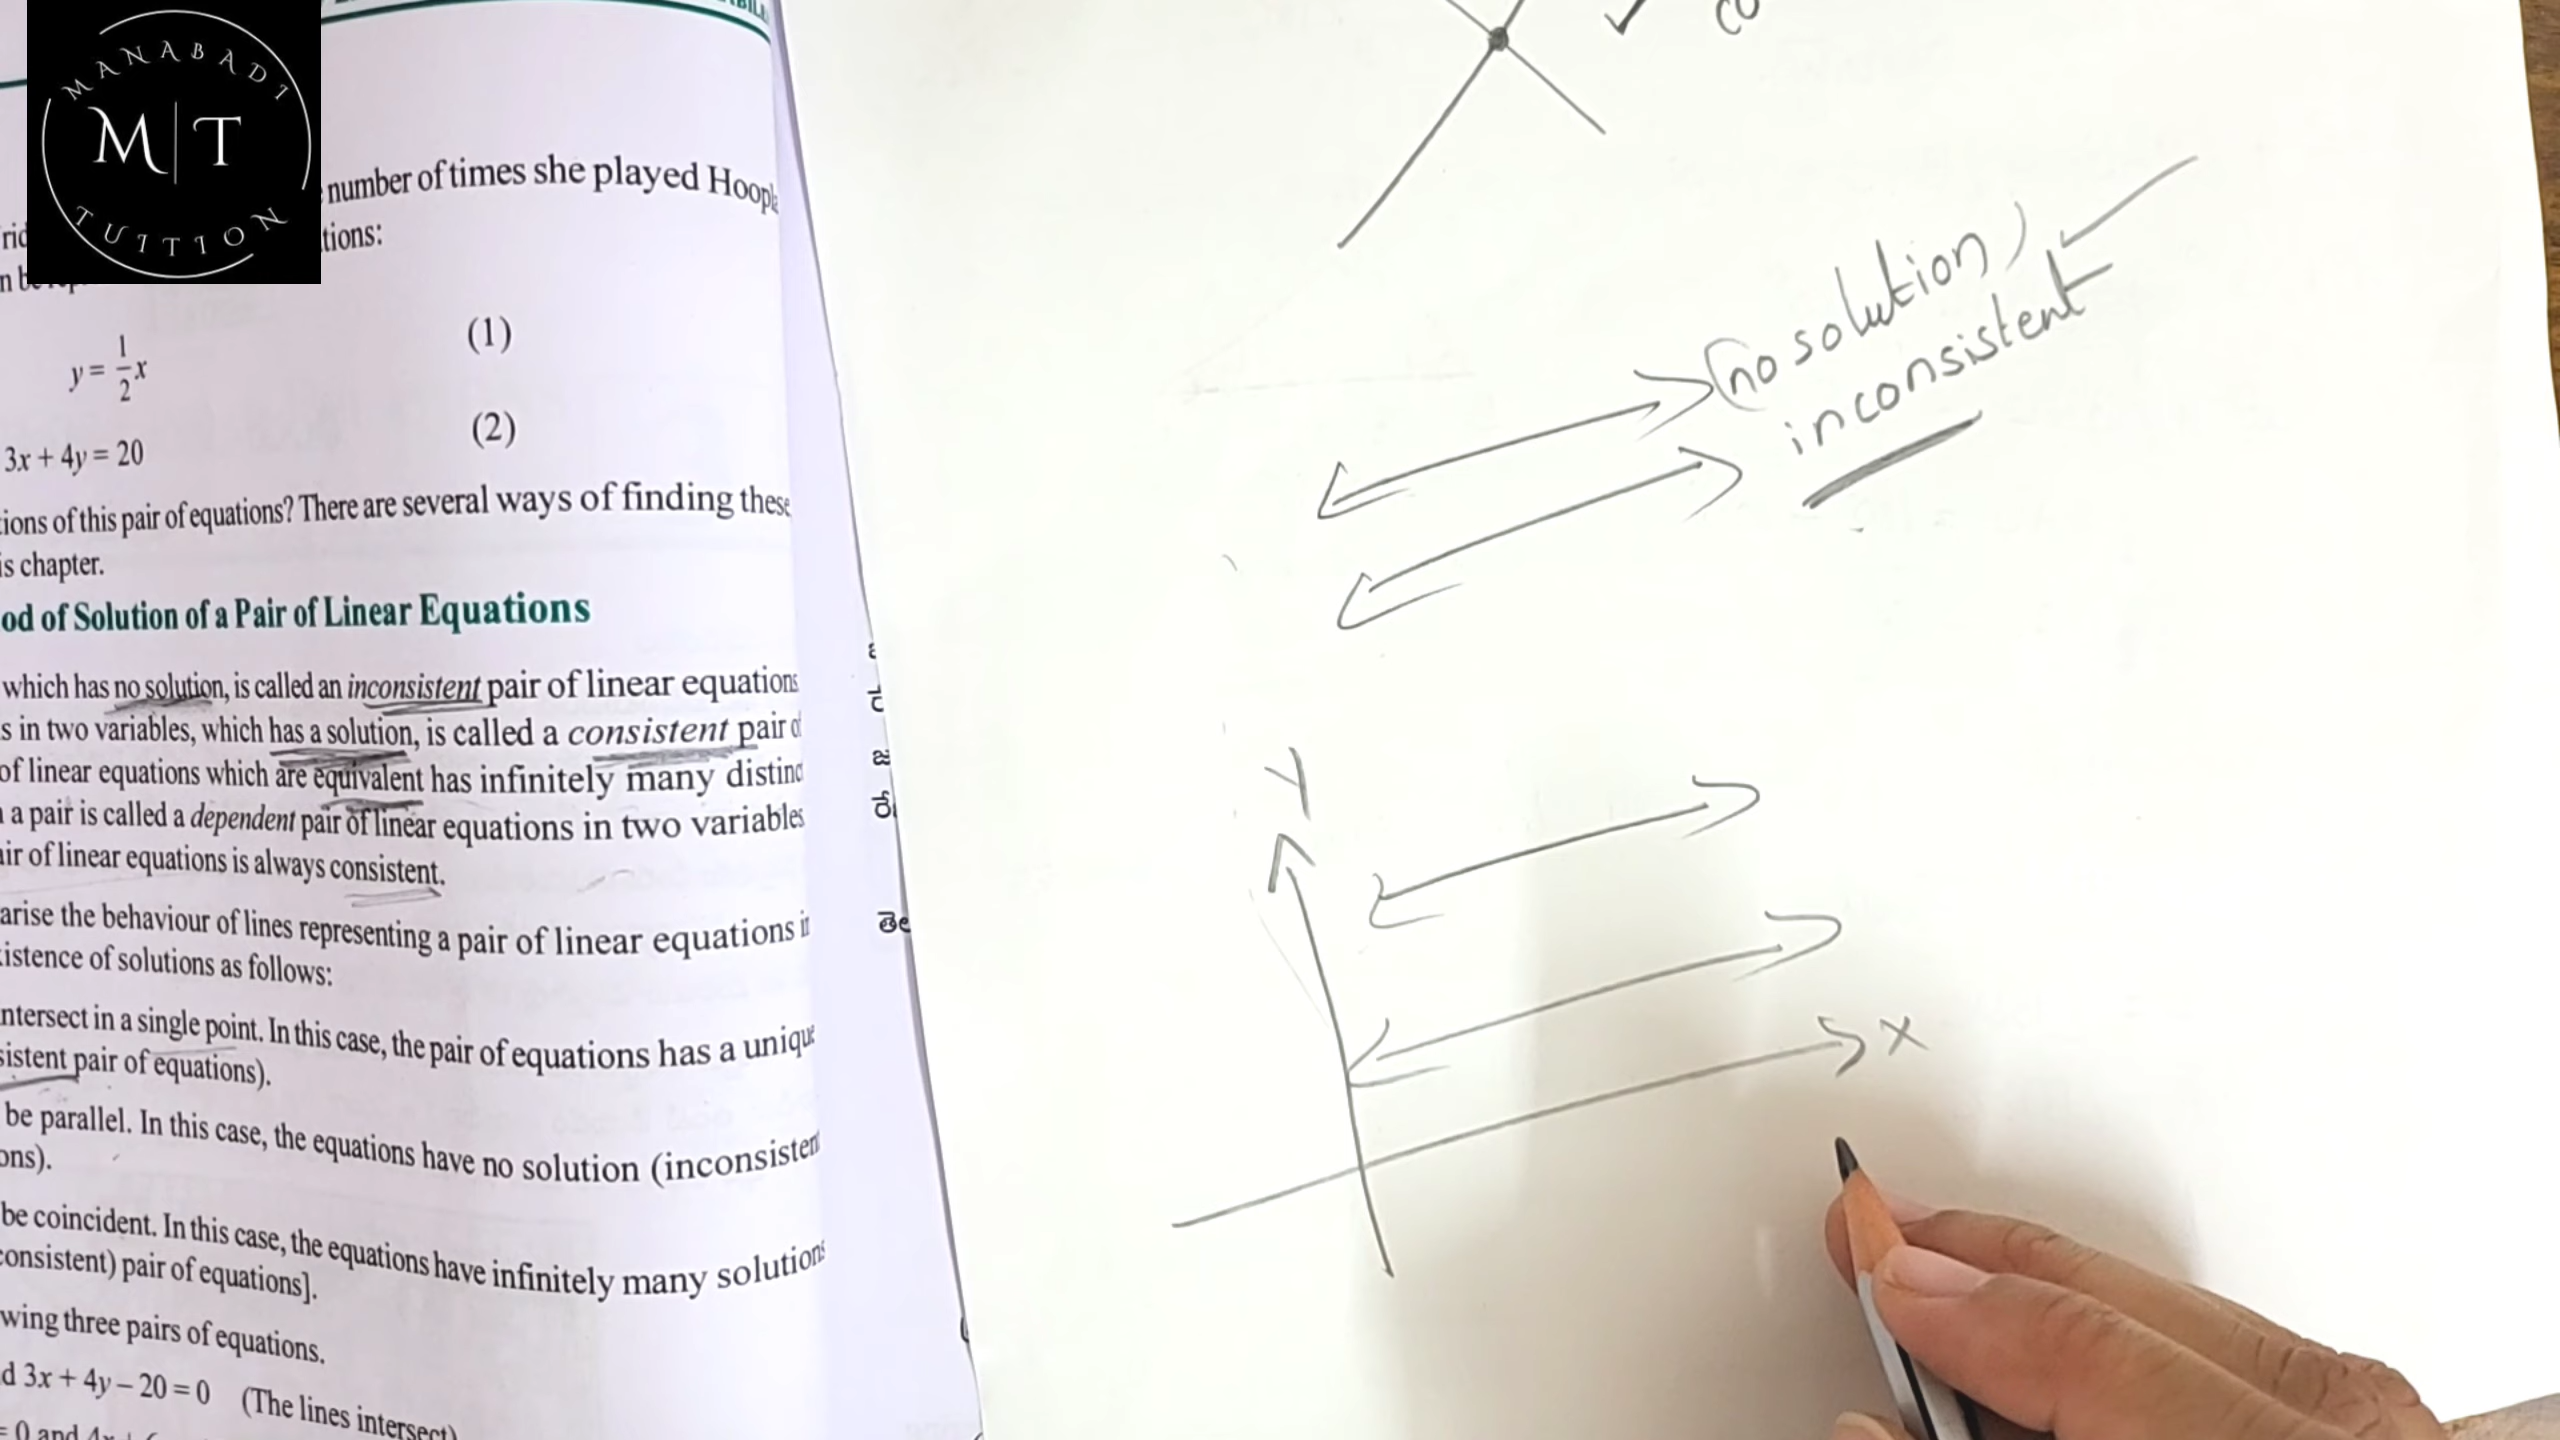 MANABADI
M|T
TUITION
number of times she played
tions:
y = 1/2 x (1)
3x + 4y = 20 (2)
tions of this pair of equations? There are several ways of finding these
is chapter.
od of Solution of a Pair of Linear Equations
which has no solution, is called an inconsistent pair of linear equations
s in two variables, which has a solution, is called a consistent pair
of linear equations which are equivalent has infinitely many
a pair is called a dependent pair of linear equations in two variables
air of linear equations is always consistent.
arise the behaviour of lines representing a pair of linear equations
istence of solutions as follows:
ntersect in a single point. In this case, the pair of equations has a
sistent pair of equations).
be parallel. In this case, the equations have no solution
ons).
be coincident. In this case, the equations have infinitely many solutions
consistent) pair of equations].
wing three pairs of equations.
d 3x + 4y – 20 = 0 (The lines intersect)
= 0 and
no solution,
inconsistent
Y
X